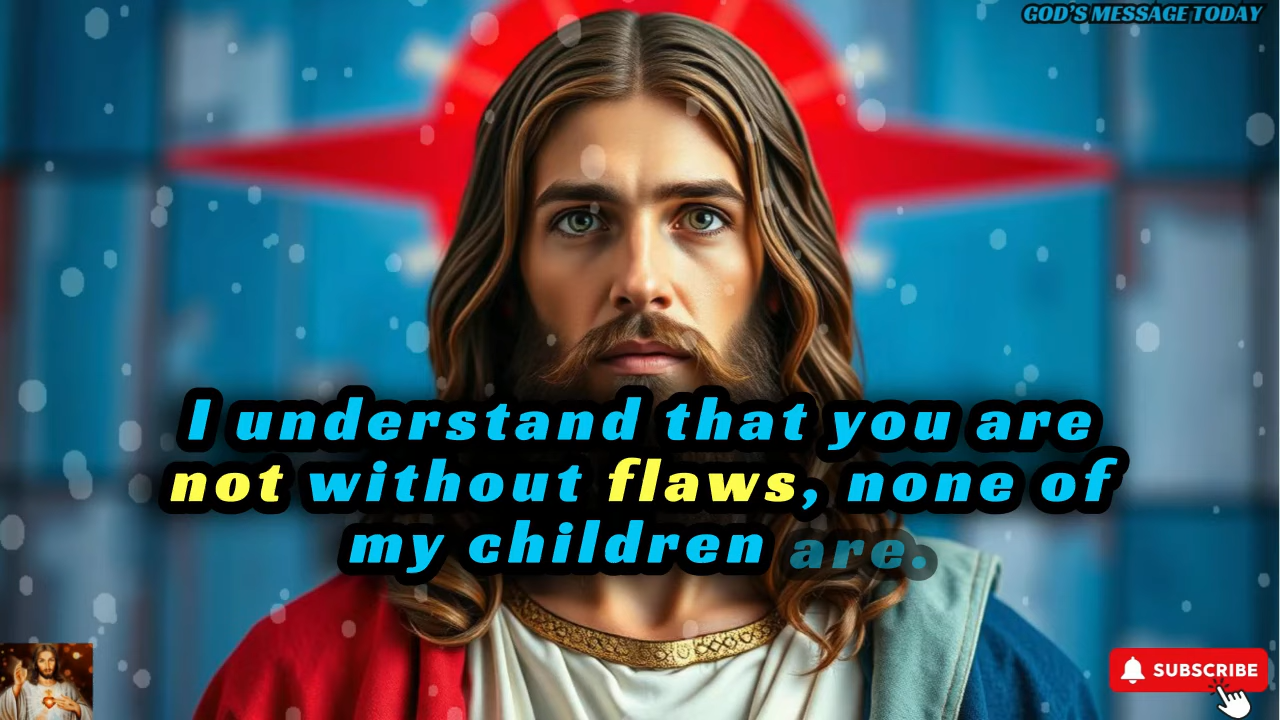 GOD'S MESSAGE TODAY
I understand that you are
not without flaws, none of
my children are.
SUBSCRIBE